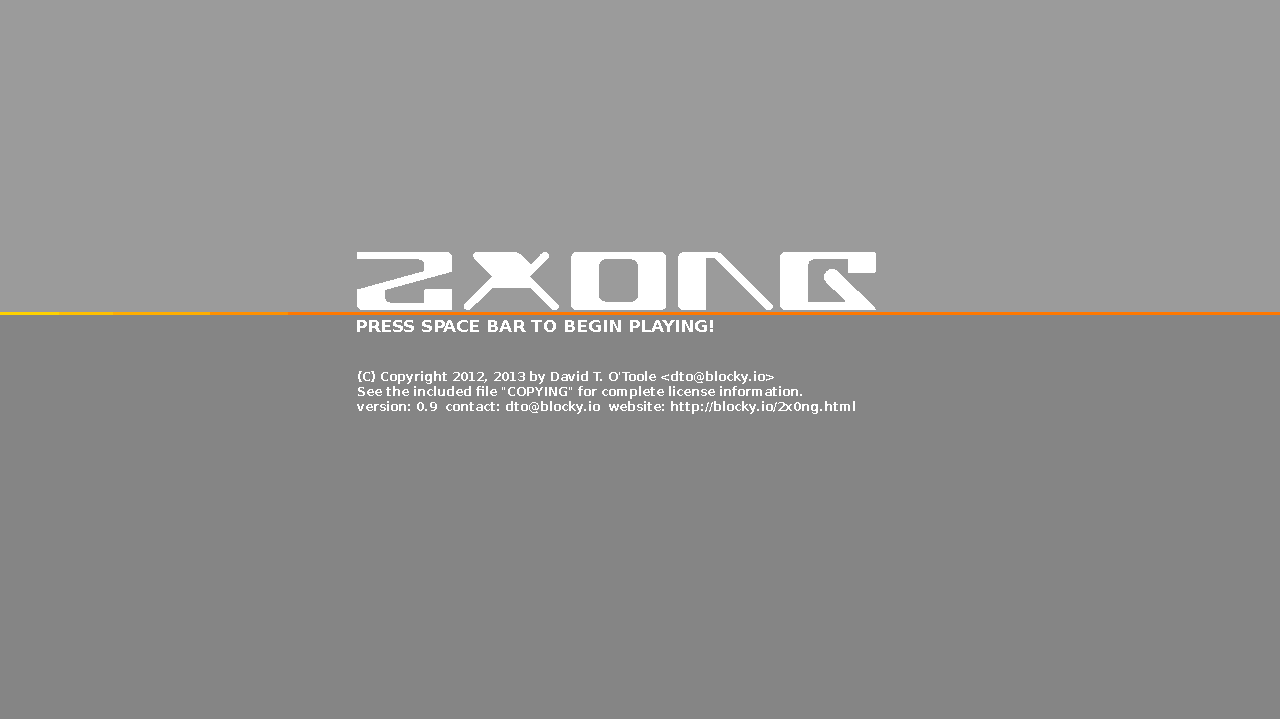 2X0NG
PRESS SPACE BAR TO BEGIN PLAYING!
(C) Copyright 2012, 2013 by David T. O'Toole <dto@blocky.io>
See the included file "COPYING" for complete license information.
version: 0.9  contact: dto@blocky.io  website: http://blocky.io/2x0ng.html